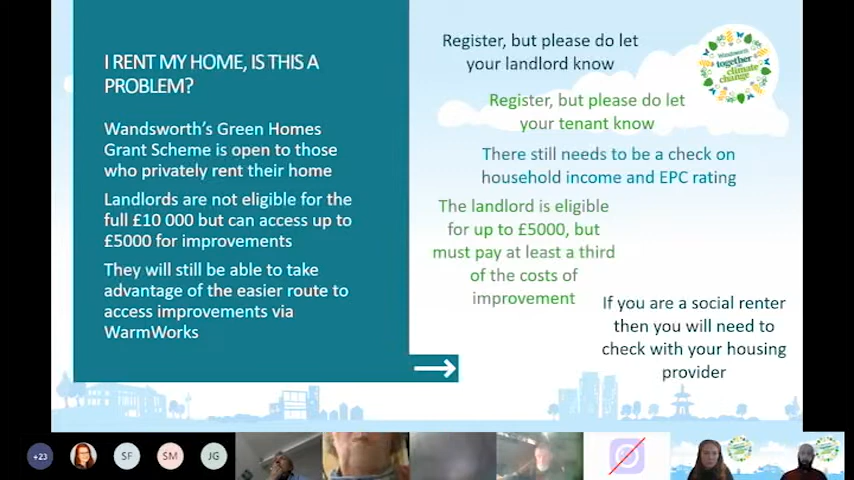 I RENT MY HOME, IS THIS A
PROBLEM?
Wandsworth's Green Homes
Grant Scheme is open to those
who privately rent their home
Landlords are not eligible for the
full £10 000 but can access up to
£5000 for improvements
They will still be able to take
advantage of the easier route to
access improvements via
WarmWorks
Register, but please do let
your landlord know
Register, but please do let
your tenant know
There still needs to be a check on
household income and EPC rating
The landlord is eligible
for up to £5000, but
must pay at least a third
of the costs of
improvement
If you are a social renter
then you will need to
check with your housing
provider
Wandsworth
together
on
climate
change
+23
SF
SM
JG